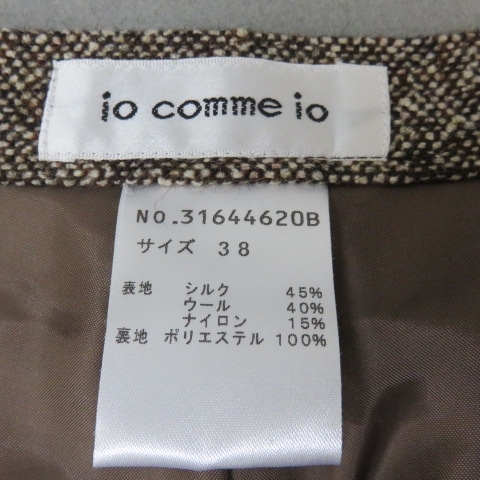 io comme io
No.31644620B
サイズ 38
表地 シルク 45%
ウール 40%
ナイロン 15%
裏地 ポリエステル 100%